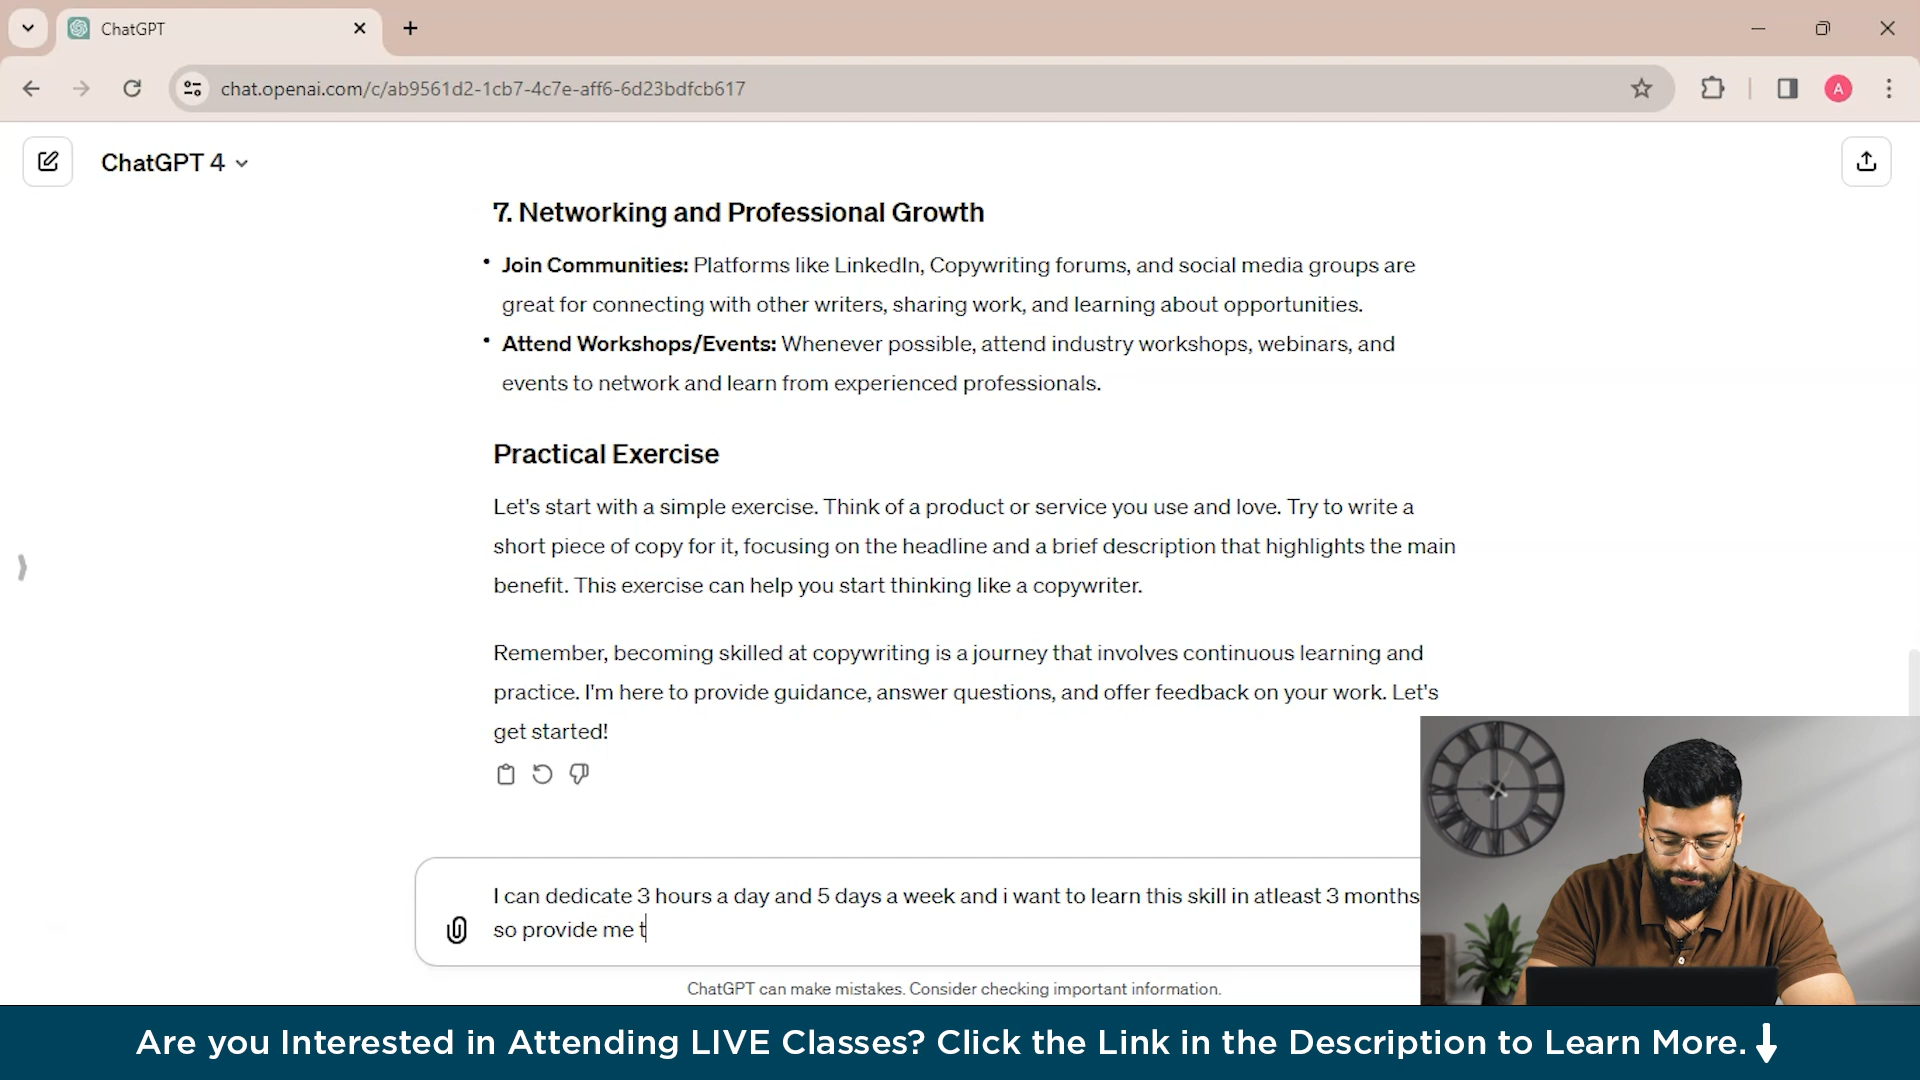 ChatGPT
chat.openai.com/c/ab9561d2-1cb7-4c7e-aff6-6d23bdfcb617
A
ChatGPT 4
7. Networking and Professional Growth
• Join Communities: Platforms like LinkedIn, Copywriting forums, and social media groups are
great for connecting with other writers, sharing work, and learning about opportunities.
• Attend Workshops/Events: Whenever possible, attend industry workshops, webinars, and
events to network and learn from experienced professionals.
Practical Exercise
Let's start with a simple exercise. Think of a product or service you use and love. Try to write a
short piece of copy for it, focusing on the headline and a brief description that highlights the main
benefit. This exercise can help you start thinking like a copywriter.
Remember, becoming skilled at copywriting is a journey that involves continuous learning and
practice. I'm here to provide guidance, answer questions, and offer feedback on your work. Let's
get started!
I can dedicate 3 hours a day and 5 days a week and i want to learn this skill in atleast 3 months
so provide me t
ChatGPT can make mistakes. Consider checking important information.
Are you Interested in Attending LIVE Classes? Click the Link in the Description to Learn More.